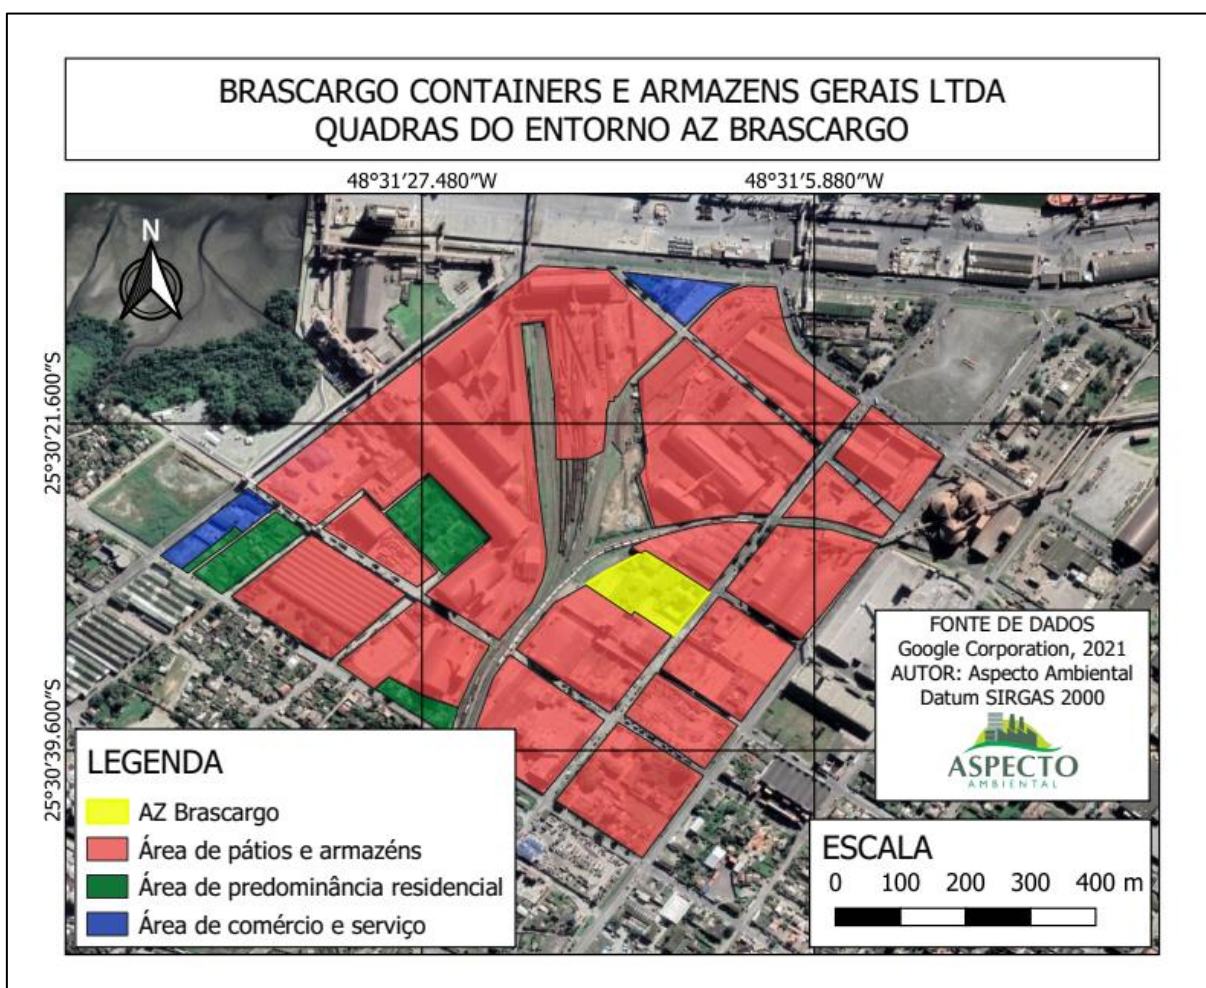 BRASCARGO CONTAINERS E ARMAZENS GERAIS LTDA
QUADRAS DO ENTORNO AZ BRASCARGO
48°31′27.480″W
48°31′5.880″W
N
25°30′21.600″S
25°30′39.600″S
FONTE DE DADOS
Google Corporation, 2021
AUTOR: Aspecto Ambiental
Datum SIRGAS 2000
ASPECTO
AMBIENTAL
LEGENDA
AZ Brascargo
Área de pátios e armazéns
Área de predominância residencial
Área de comércio e serviço
ESCALA
0 100 200 300 400 m